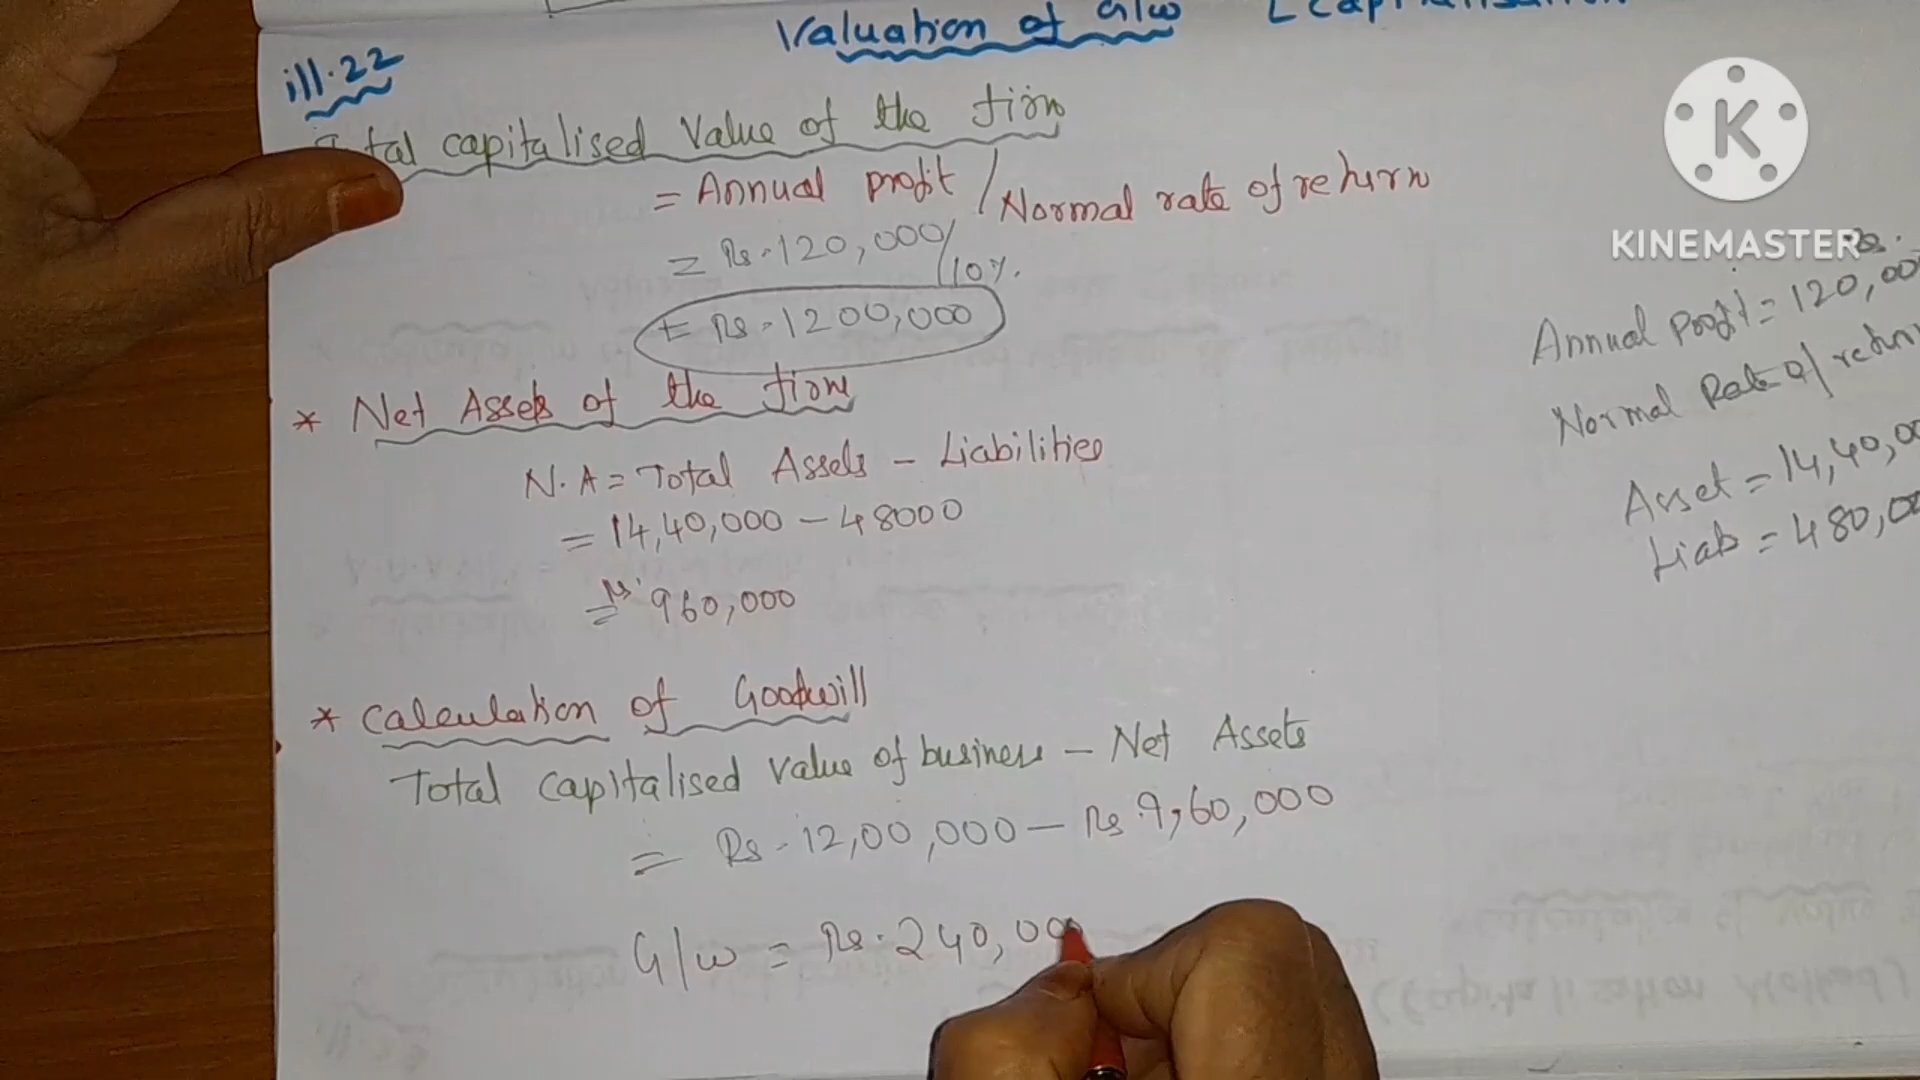 Valuation of G/w
ill.22
Total capitalised Value of the firm
= Annual profit / Normal rate of return
= Rs. 120,000 / 10%.
= Rs. 1200,000
* Net Assets of the firm
N.A = Total Assets - Liabilities
= 14,40,000 - 48000
= Rs. 960,000
* Calculation of Goodwill
Total capitalised value of business - Net Assets
= Rs. 12,00,000 - Rs 9,60,000
G/w = Rs. 240,000
K
KINEMASTER
Rs.
Annual Profit = 120,00
Normal Rate of return
Asset = 14,40,00
Liab = 480,00